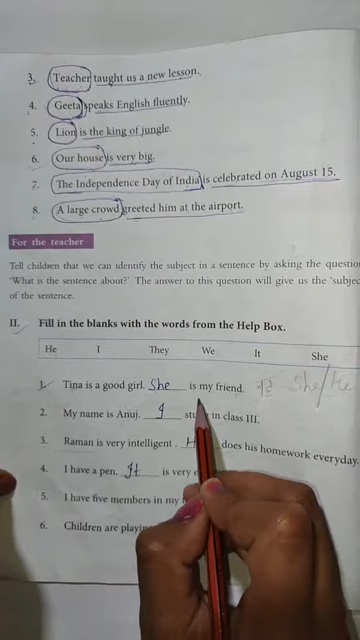 3. Teacher taught us a new lesson.
4. Geeta speaks English fluently.
5. Lion is the king of jungle.
6. Our house is very big.
7. The Independence Day of India is celebrated on August 15.
8. A large crowd greeted him at the airport.
For the teacher
Tell children that we can identify the subject in a sentence by asking the
'What is the sentence about?' The answer to this question will give us the
of the sentence.
II. Fill in the blanks with the words from the Help Box.
He I They We It She
1. Tina is a good girl. She is my friend. वह She/He
2. My name is Anuj. I in class III.
3. Raman is very intelligent. does his homework everyday.
4. I have a pen. It is very
5. I have five members in my
6. Children are